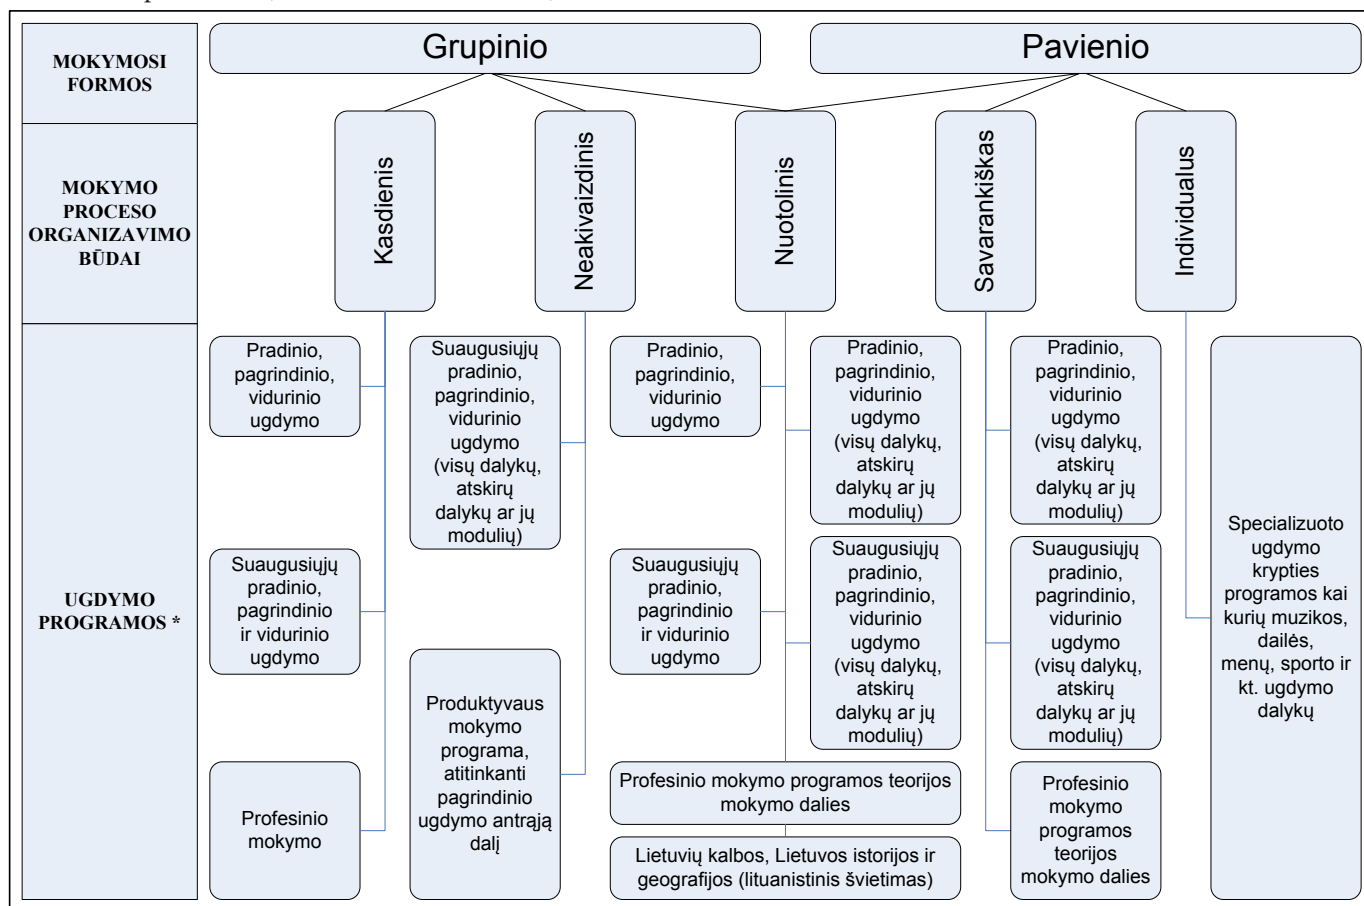 MOKYMOSI
FORMOS
Grupinio
Pavienio
MOKYMO
PROCESO
ORGANIZAVIMO
BŪDAI
Kasdienis
Neakivaizdinis
Nuotolinis
Savarankiškas
Individualus
UGDYMO
PROGRAMOS *
Pradinio,
pagrindinio,
vidurinio
ugdymo
Suaugusiųjų
pradinio,
pagrindinio
ir vidurinio
ugdymo
Profesinio
mokymo
Suaugusiųjų
pradinio,
pagrindinio,
vidurinio
ugdymo
(visų dalykų,
atskirų
dalykų ar jų
modulių)
Produktyvaus
mokymo
programa,
atitinkanti
pagrindinio
ugdymo antrąją
dalį
Pradinio,
pagrindinio,
vidurinio
ugdymo
Suaugusiųjų
pradinio,
pagrindinio
ir vidurinio
ugdymo
Pradinio,
pagrindinio,
vidurinio
ugdymo
(visų dalykų,
atskirų
dalykų ar jų
modulių)
Suaugusiųjų
pradinio,
pagrindinio,
vidurinio
ugdymo
(visų dalykų,
atskirų
dalykų ar jų
modulių)
Profesinio mokymo programos teorijos
mokymo dalies
Lietuvių kalbos, Lietuvos istorijos ir
geografijos (lituanistinis švietimas)
Pradinio,
pagrindinio,
vidurinio
ugdymo
(visų dalykų,
atskirų
dalykų ar jų
modulių)
Suaugusiųjų
pradinio,
pagrindinio,
vidurinio
ugdymo
(visų dalykų,
atskirų
dalykų ar jų
modulių)
Profesinio
mokymo
programos
teorijos
mokymo dalies
Specializuoto
ugdymo
krypties
programos kai
kurių muzikos,
dailės,
menų, sporto ir
kt. ugdymo
dalykų